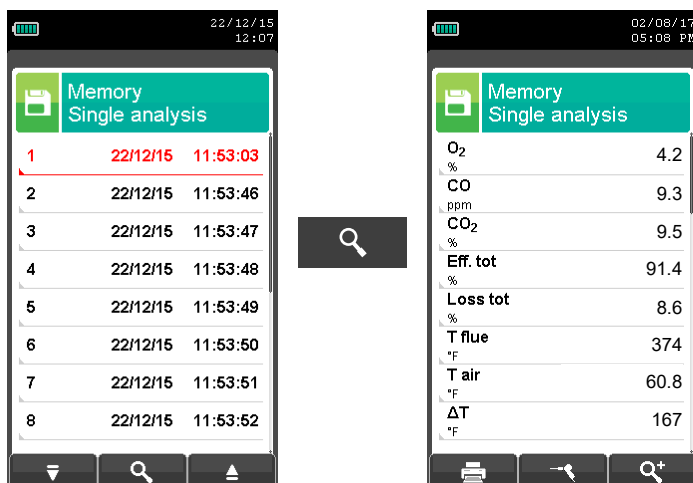 22/12/15
12:07
Memory
Single analysis
1 22/12/15 11:53:03
2 22/12/15 11:53:46
3 22/12/15 11:53:47
4 22/12/15 11:53:48
5 22/12/15 11:53:49
6 22/12/15 11:53:50
7 22/12/15 11:53:51
8 22/12/15 11:53:52
02/08/17
05:08 PM
Memory
Single analysis
O₂ 4.2
%
CO 9.3
ppm
CO₂ 9.5
%
Eff. tot 91.4
%
Loss tot 8.6
%
T flue 374
°F
T air 60.8
°F
ΔT 167
°F